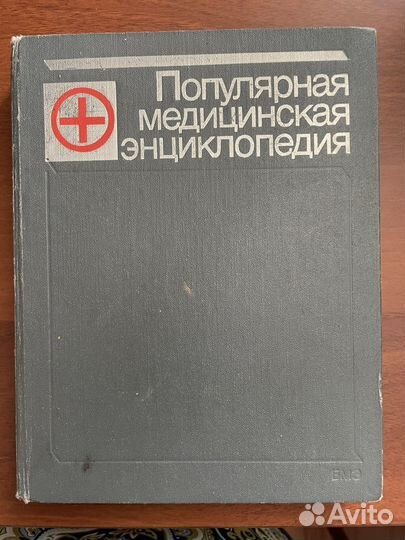 Популярная
медицинская
энциклопедия
БМЭ
Avito